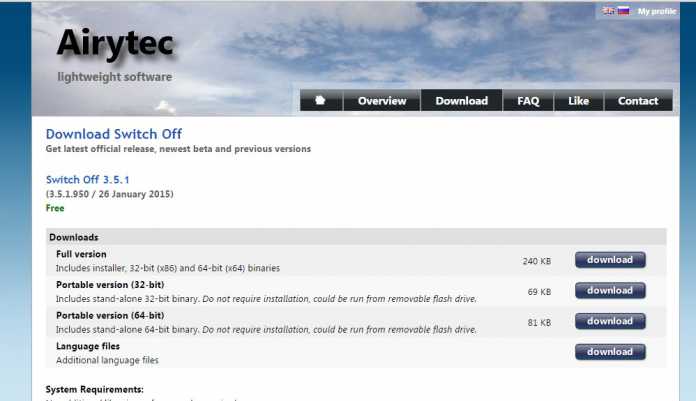 My profile
Airytec
lightweight software
Overview Download FAQ Like Contact
Download Switch Off
Get latest official release, newest beta and previous versions
Switch Off 3.5.1
(3.5.1.950 / 26 January 2015)
Free
Downloads
Full version
Includes installer, 32-bit (x86) and 64-bit (x64) binaries 240 KB download
Portable version (32-bit)
Includes stand-alone 32-bit binary. Do not require installation, could be run from removable flash drive. 69 KB download
Portable version (64-bit)
Includes stand-alone 64-bit binary. Do not require installation, could be run from removable flash drive. 81 KB download
Language files
Additional language files download
System Requirements: